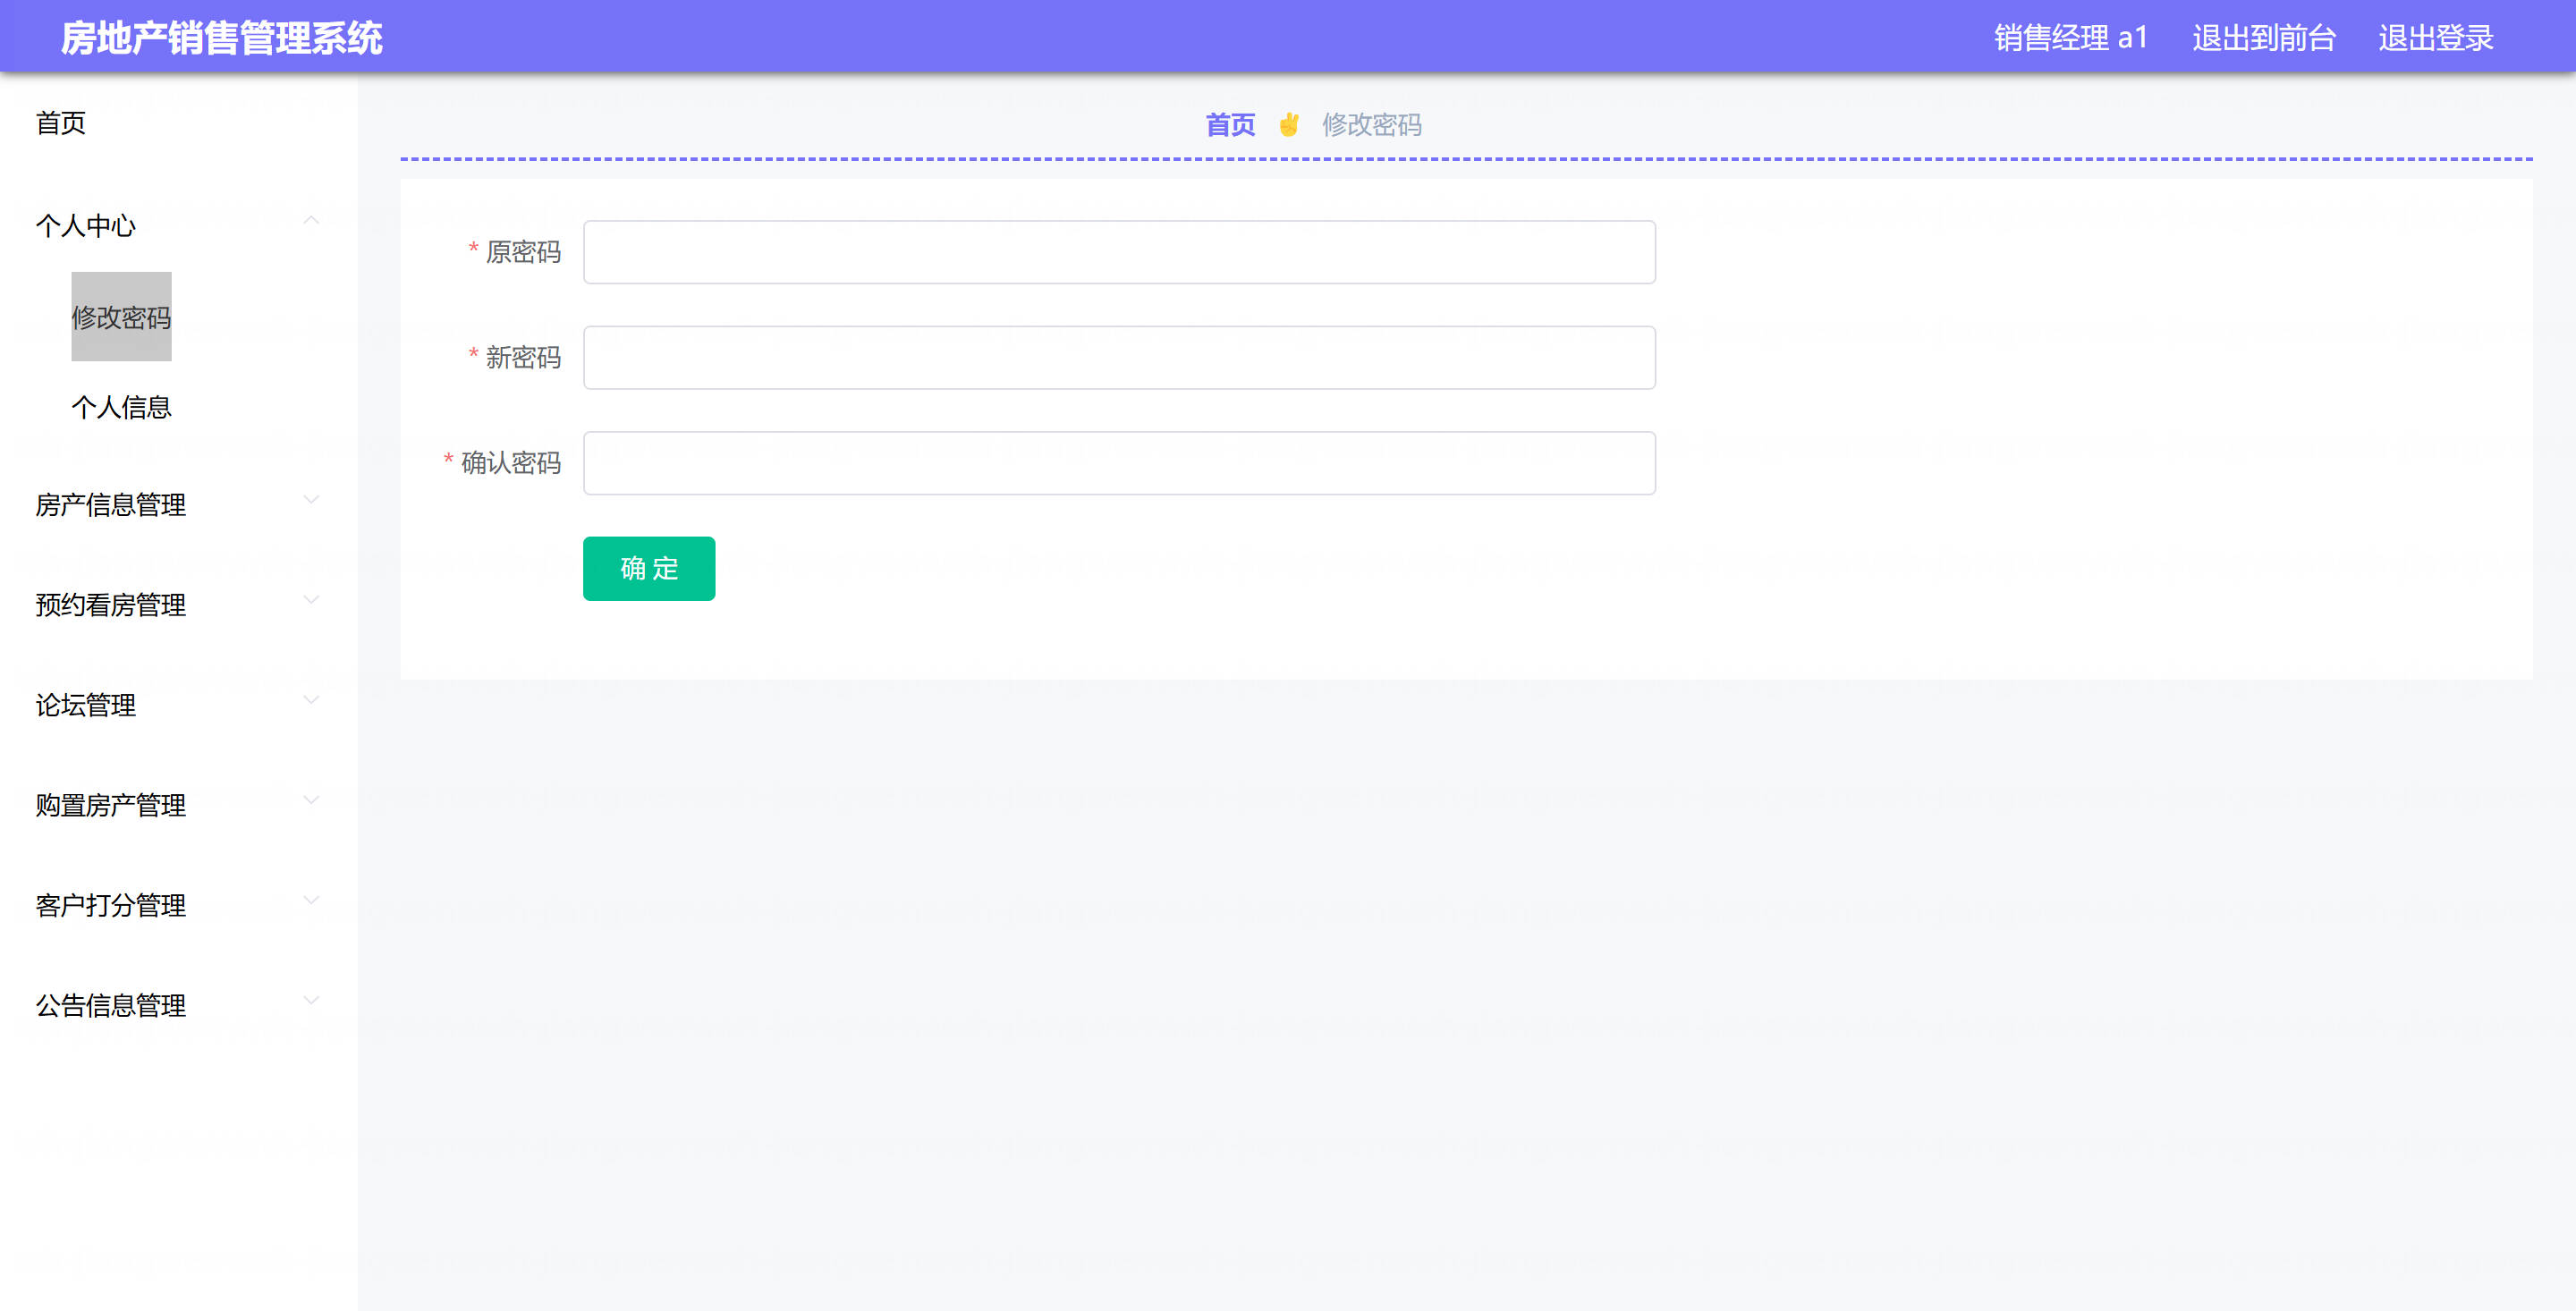 房地产销售管理系统
销售经理 a1
退出到前台
退出登录
首页
个人中心
修改密码
个人信息
房产信息管理
预约看房管理
论坛管理
购置房产管理
客户打分管理
公告信息管理
首页 ✌ 修改密码
* 原密码
* 新密码
* 确认密码
确 定